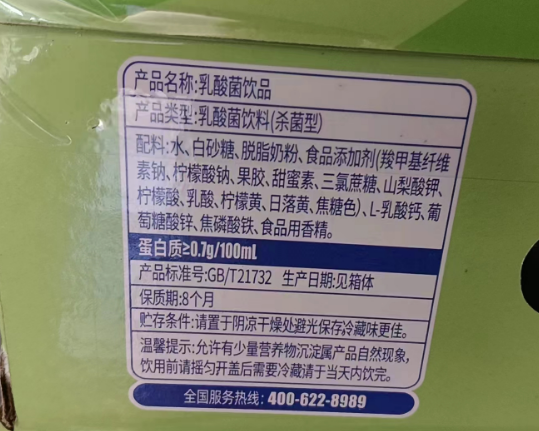 产品名称:乳酸菌饮品
产品类型:乳酸菌饮料(杀菌型)
配料:水、白砂糖、脱脂奶粉、食品添加剂(羧甲基纤维
素钠、柠檬酸钠、果胶、甜蜜素、三氯蔗糖、山梨酸钾、
柠檬酸、乳酸、柠檬黄、日落黄、焦糖色)、L-乳酸钙、葡
萄糖酸锌、焦磷酸铁、食品用香精。
蛋白质≥0.7g/100mL
产品标准号:GB/T21732 生产日期:见箱体
保质期:8个月
贮存条件:请置于阴凉干燥处避光保存冷藏味更佳。
温馨提示:允许有少量营养物沉淀属产品自然现象,
饮用前请摇匀开盖后需要冷藏请于当天内饮完。
全国服务热线: 400-622-8989